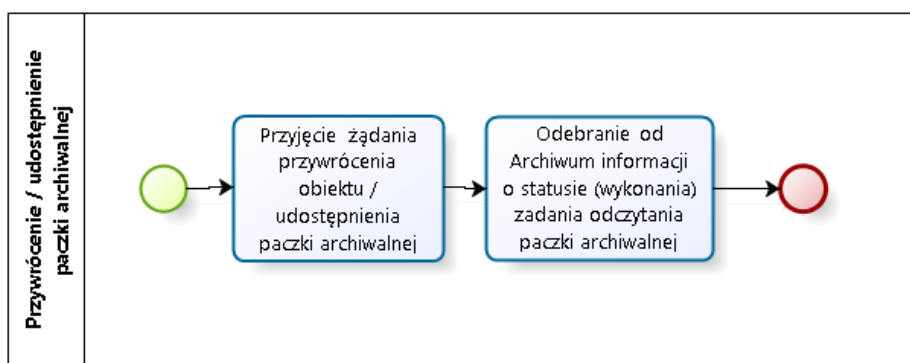 Przywrócenie / udostępnienie
paczki archiwalnej
Przyjęcie żądania
przywrócenia
obiektu /
udostępnienia
paczki archiwalnej
Odebranie od
Archiwum informacji
o statusie (wykonania)
zadania odczytania
paczki archiwalnej